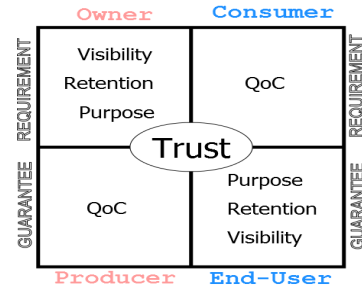 Owner
Consumer
REQUIREMENT
Visibility
Retention
Purpose
QoC
REQUIREMENT
Trust
GUARANTEE
QoC
Purpose
Retention
Visibility
GUARANTEE
Producer
End-User